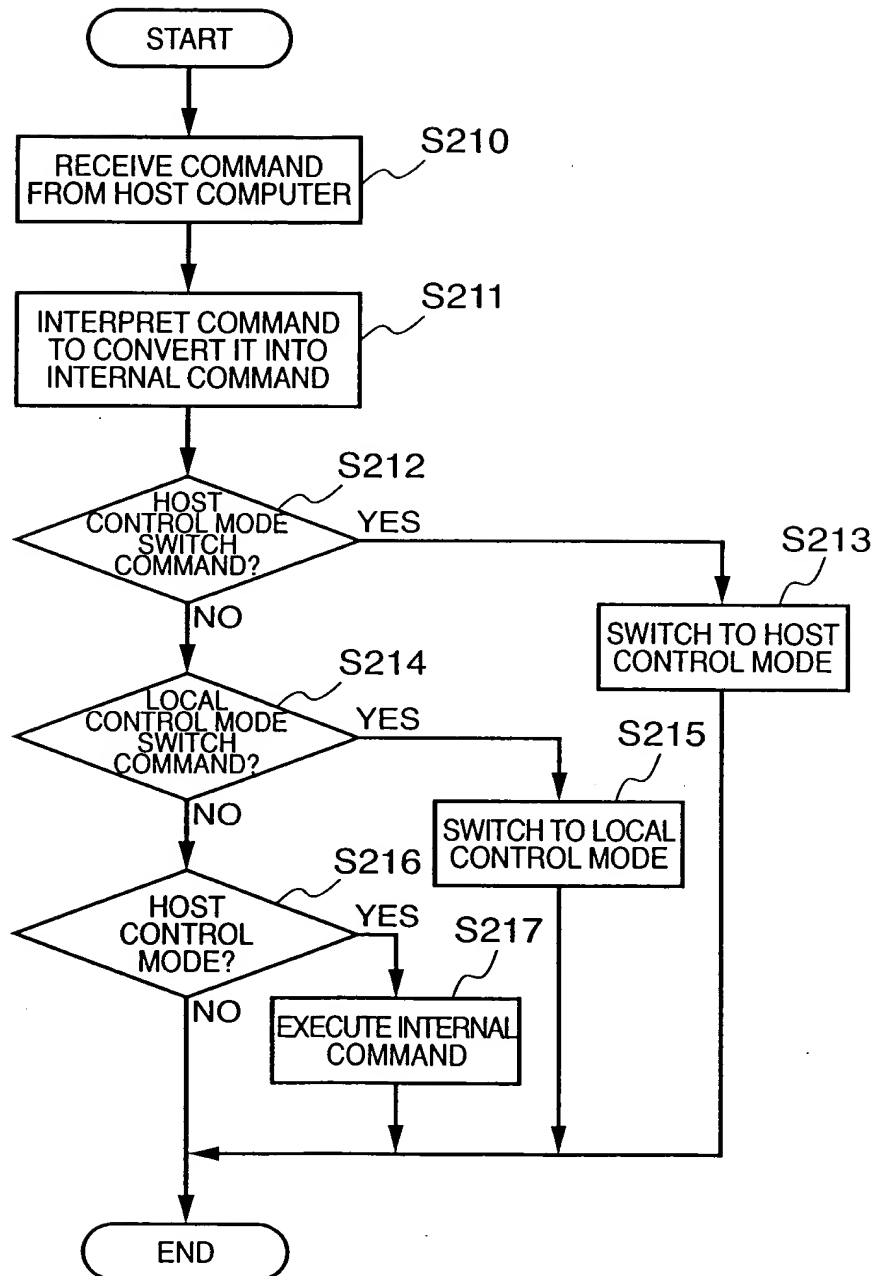 START
S210
RECEIVE COMMAND
FROM HOST COMPUTER
S211
INTERPRET COMMAND
TO CONVERT IT INTO
INTERNAL COMMAND
S212
HOST
CONTROL MODE
SWITCH
COMMAND?
YES
NO
S213
SWITCH TO HOST
CONTROL MODE
S214
LOCAL
CONTROL MODE
SWITCH
COMMAND?
YES
NO
S215
SWITCH TO LOCAL
CONTROL MODE
S216
HOST
CONTROL
MODE?
YES
NO
S217
EXECUTE INTERNAL
COMMAND
END